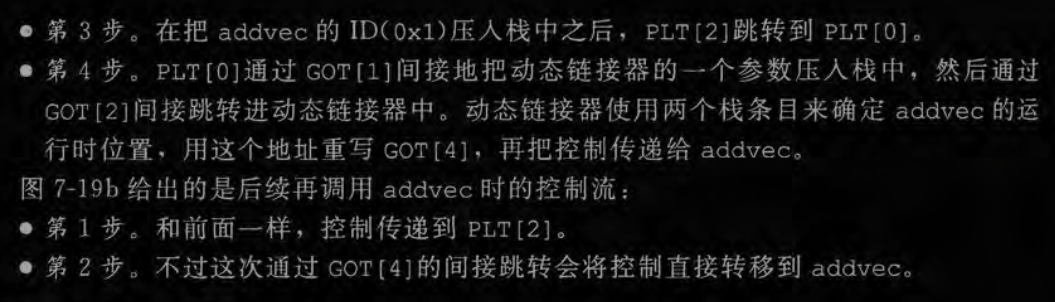 ● 第 3 步。在把 addvec 的 ID(0x1)压入栈中之后，PLT[2]跳转到 PLT[0]。
● 第 4 步。PLT[0]通过 GOT[1]间接地把动态链接器的一个参数压入栈中，然后通过
GOT[2]间接跳转进动态链接器中。动态链接器使用两个栈条目来确定 addvec 的运
行时位置，用这个地址重写 GOT[4]，再把控制传递给 addvec。
图 7-19b 给出的是后续再调用 addvec 时的控制流：
● 第 1 步。和前面一样，控制传递到 PLT[2]。
● 第 2 步。不过这次通过 GOT[4]的间接跳转会将控制直接转移到 addvec。